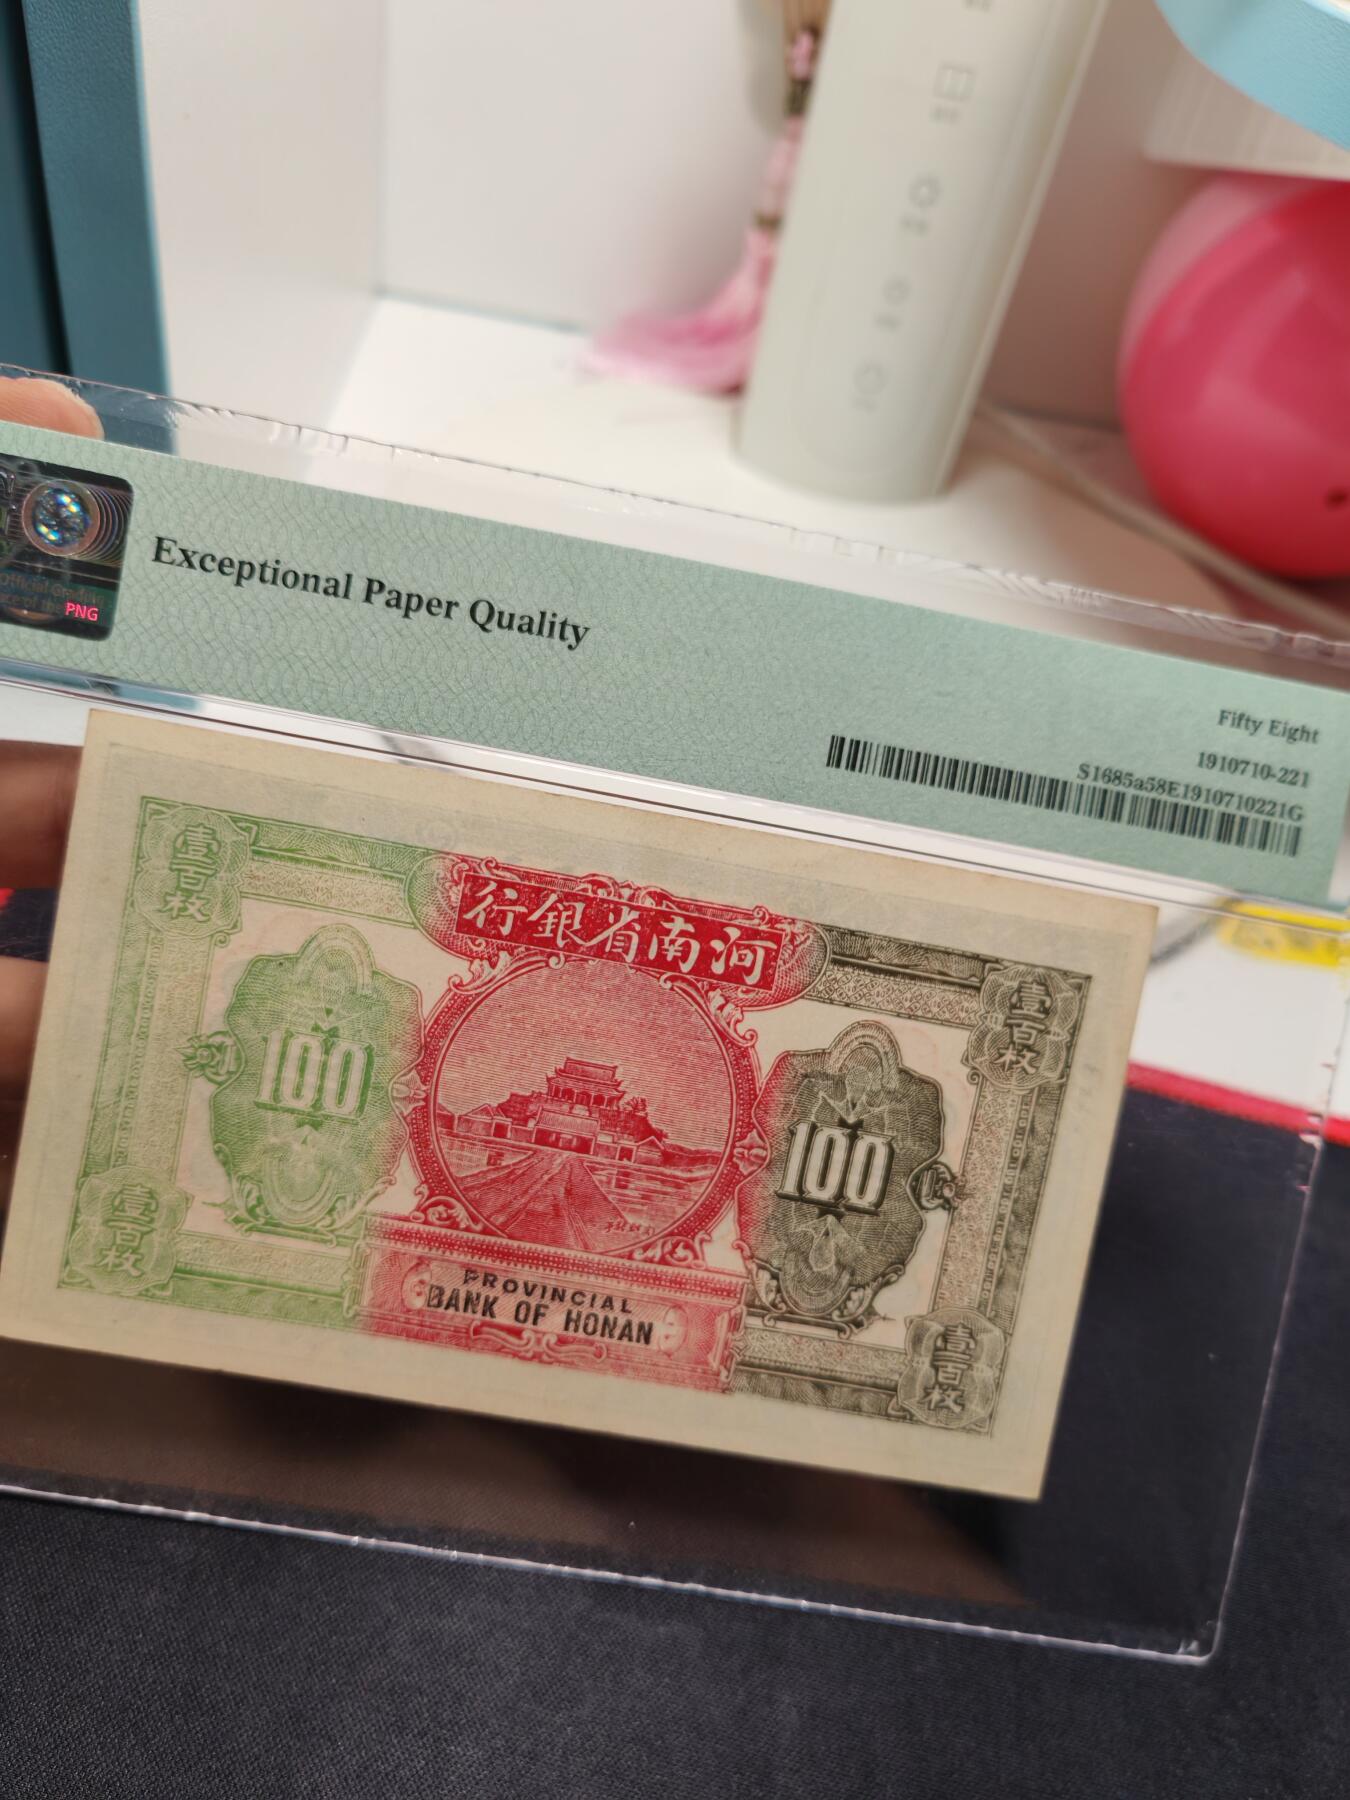 PNG
Exceptional Paper Quality
Fifty Eight
1910710-221
S1685a58E1910710221G
行銀省南河
壹百枚
壹百枚
100
100
壹百枚
壹百枚
PROVINCIAL
BANK OF HONAN